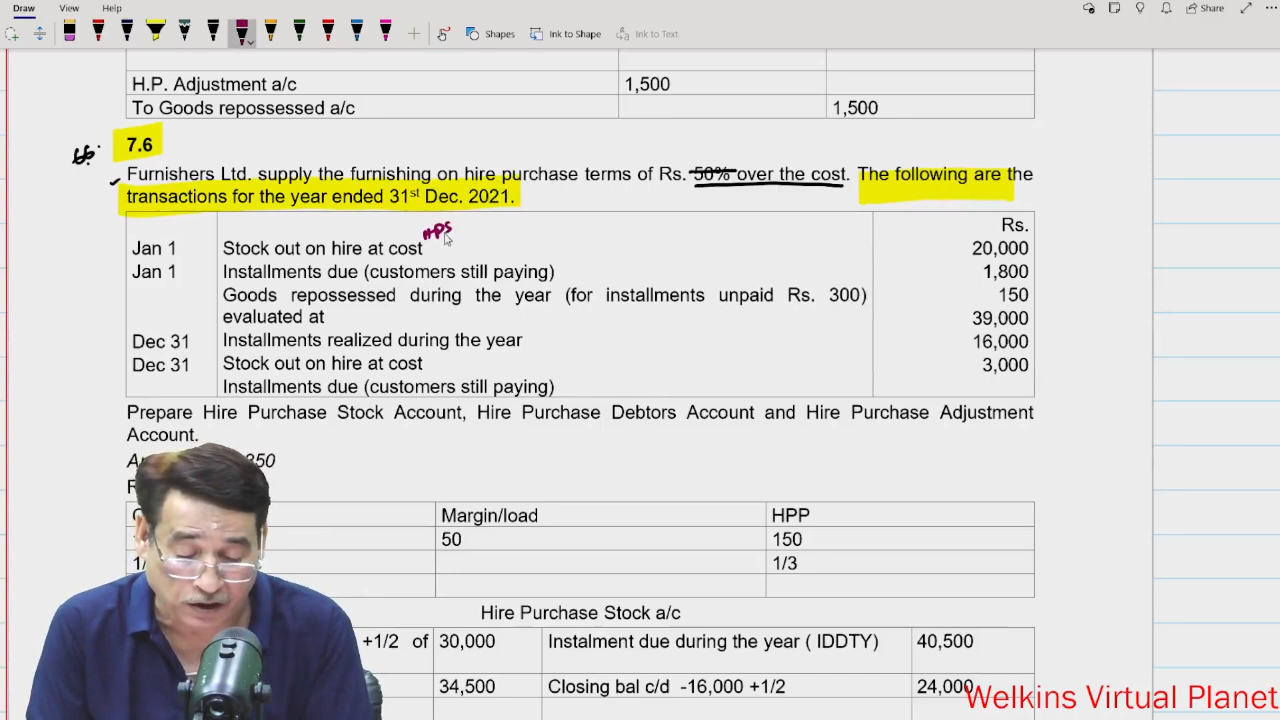 Draw View Help Share
Shapes Ink to Shape Ink to Text
H.P. Adjustment a/c 1,500
To Goods repossessed a/c 1,500
7.6
Furnishers Ltd. supply the furnishing on hire purchase terms of Rs. 50% over the cost. The following are the
transactions for the year ended 31st Dec. 2021.
Rs.
HPS
Jan 1 Stock out on hire at cost 20,000
Jan 1 Installments due (customers still paying) 1,800
Goods repossessed during the year (for installments unpaid Rs. 300) 150
evaluated at 39,000
Dec 31 Installments realized during the year 16,000
Dec 31 Stock out on hire at cost 3,000
Installments due (customers still paying)
Prepare Hire Purchase Stock Account, Hire Purchase Debtors Account and Hire Purchase Adjustment
Account.
350
Margin/load HPP
50 150
1/3
Hire Purchase Stock a/c
+1/2 of 30,000 Instalment due during the year ( IDDTY) 40,500
34,500 Closing bal c/d -16,000 +1/2 24,000
Welkins Virtual Planet